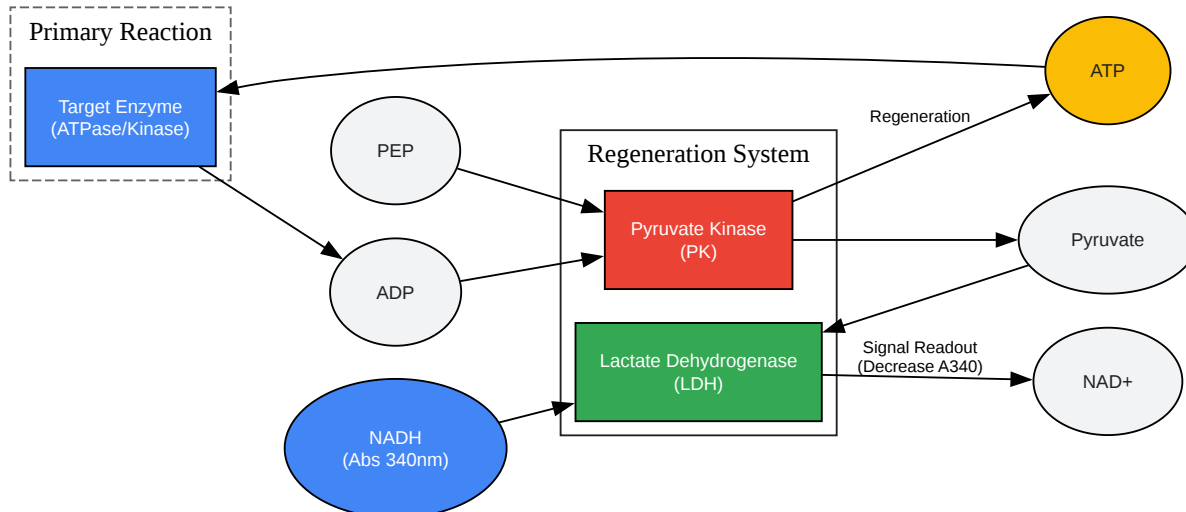 Primary Reaction
Target Enzyme
(ATPase/Kinase)
ATP
Regeneration
PEP
Regeneration System
Pyruvate Kinase
(PK)
Pyruvate
ADP
Lactate Dehydrogenase
(LDH)
Signal Readout
(Decrease A340)
NAD+
NADH
(Abs 340nm)